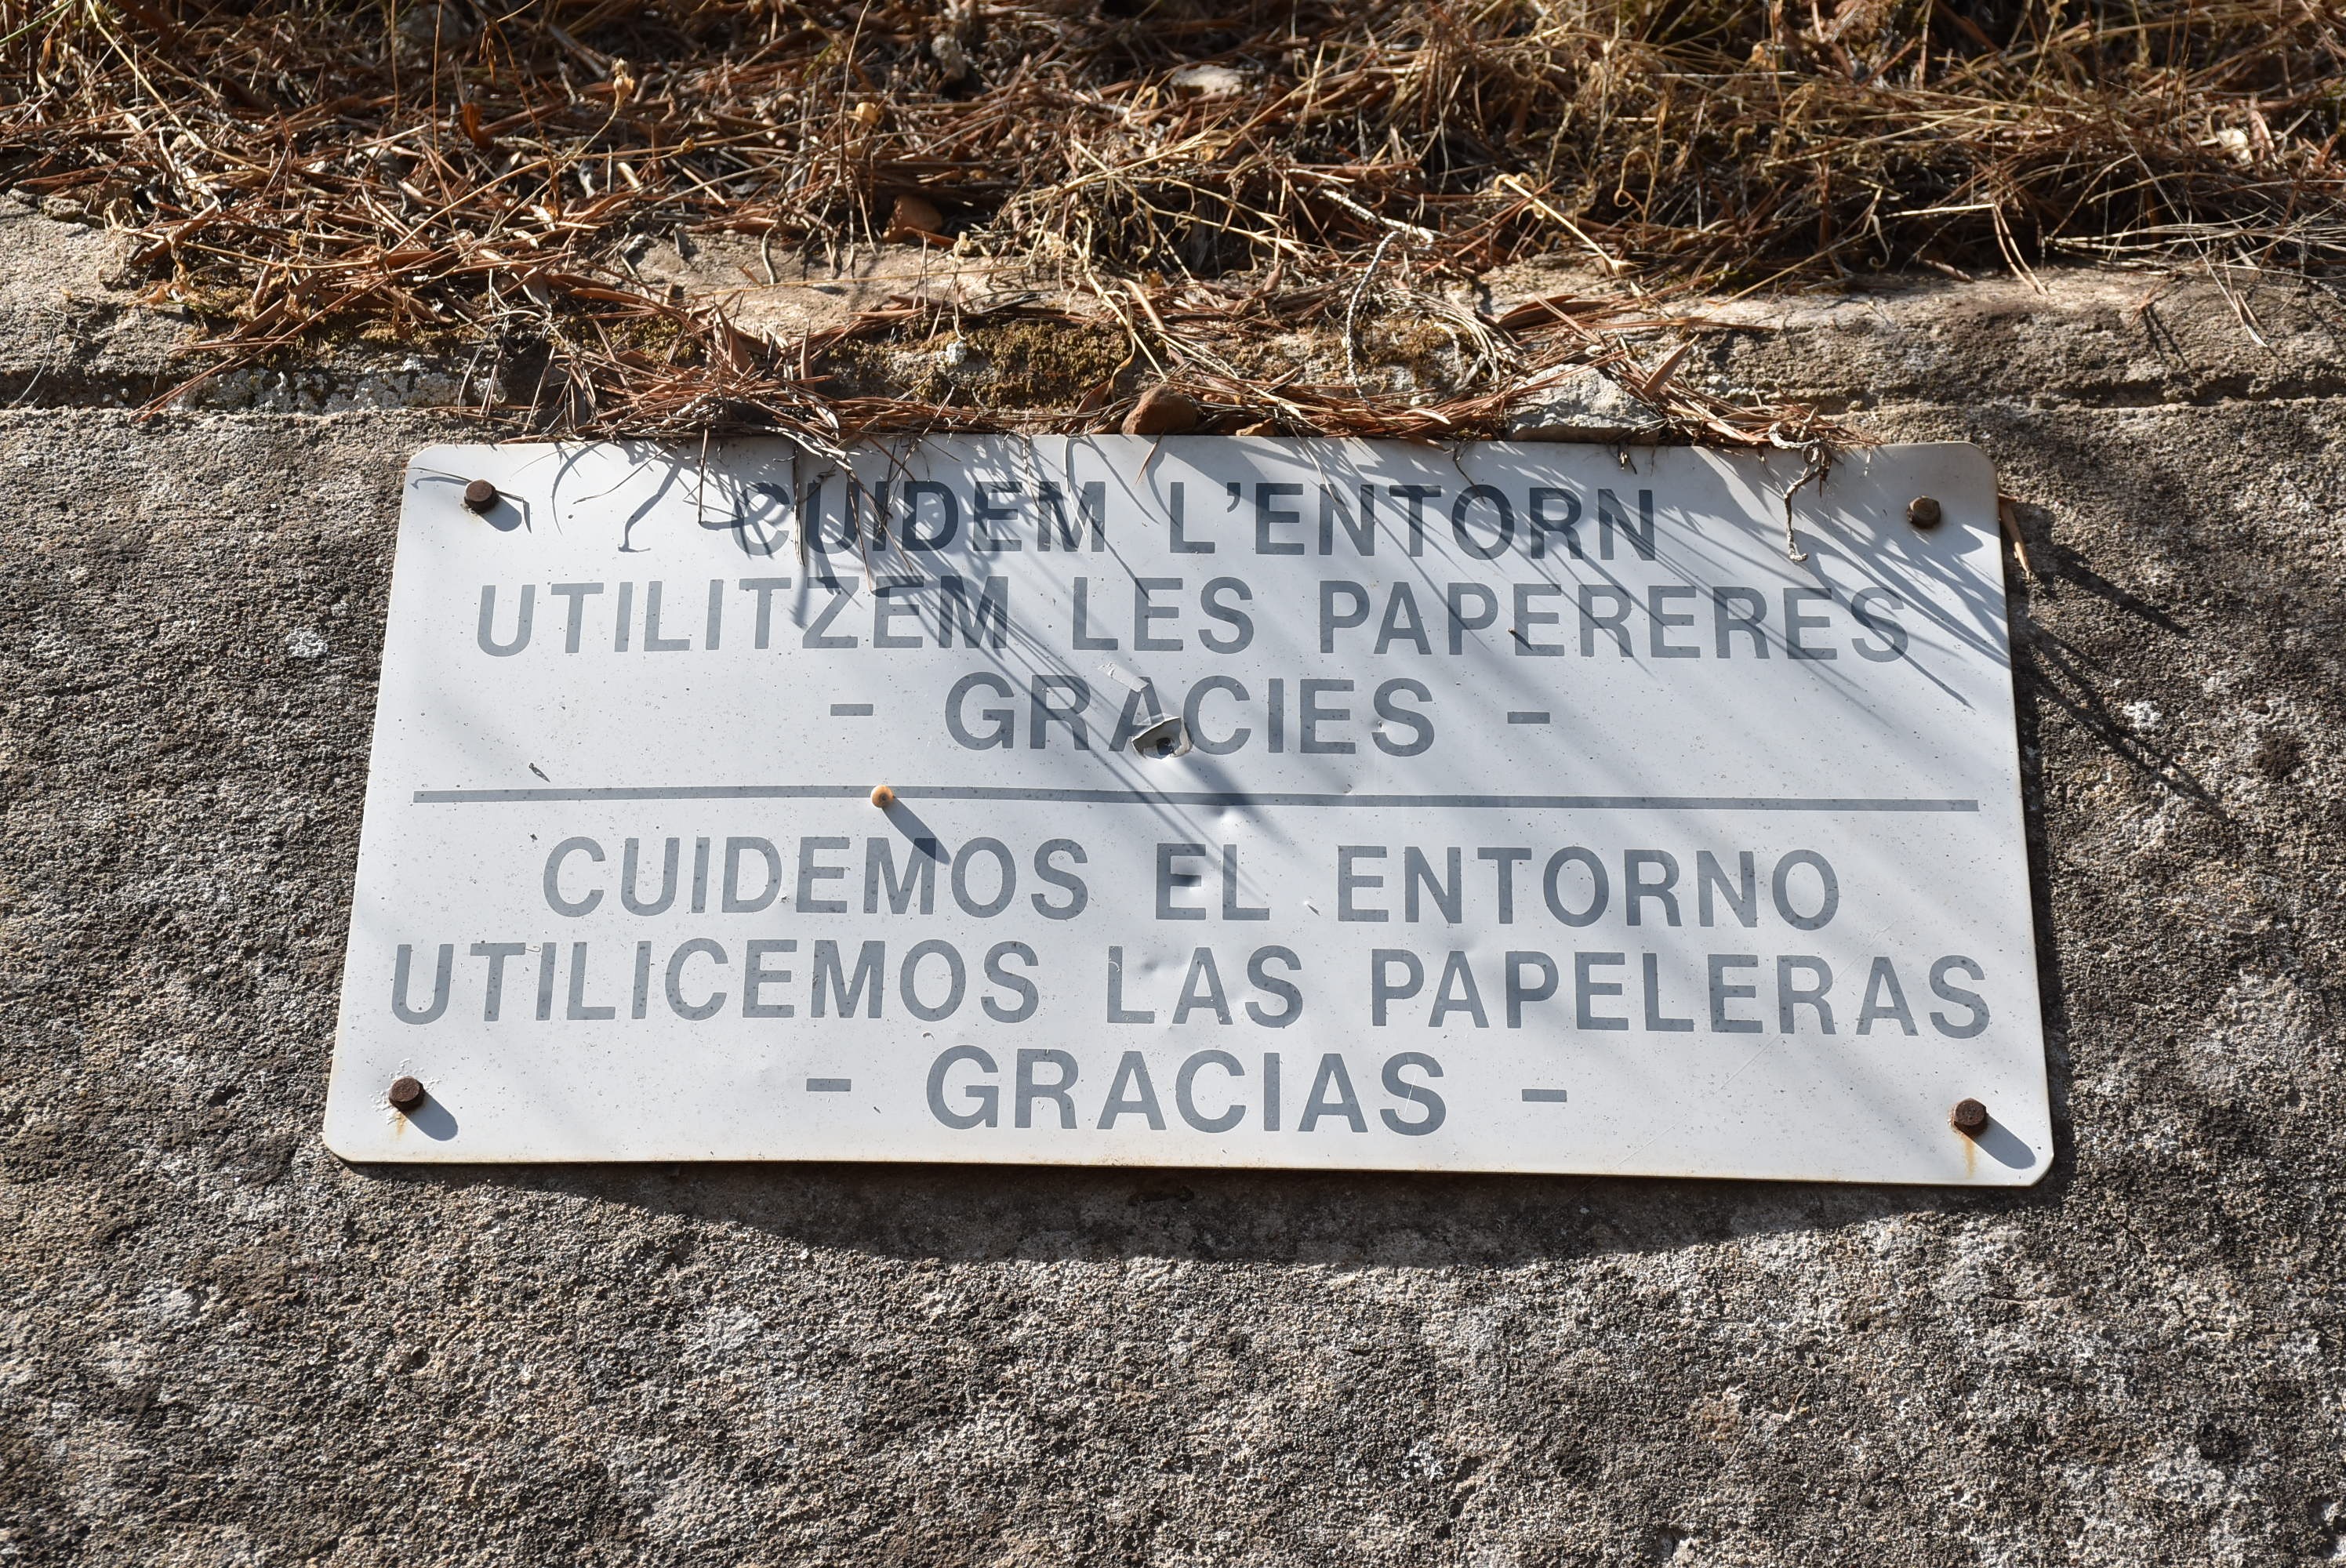 CUIDEM L'ENTORN
UTILITZEM LES PAPERERES
- GRACIES -
CUIDEMOS EL ENTORNO
UTILICEMOS LAS PAPELERAS
- GRACIAS -